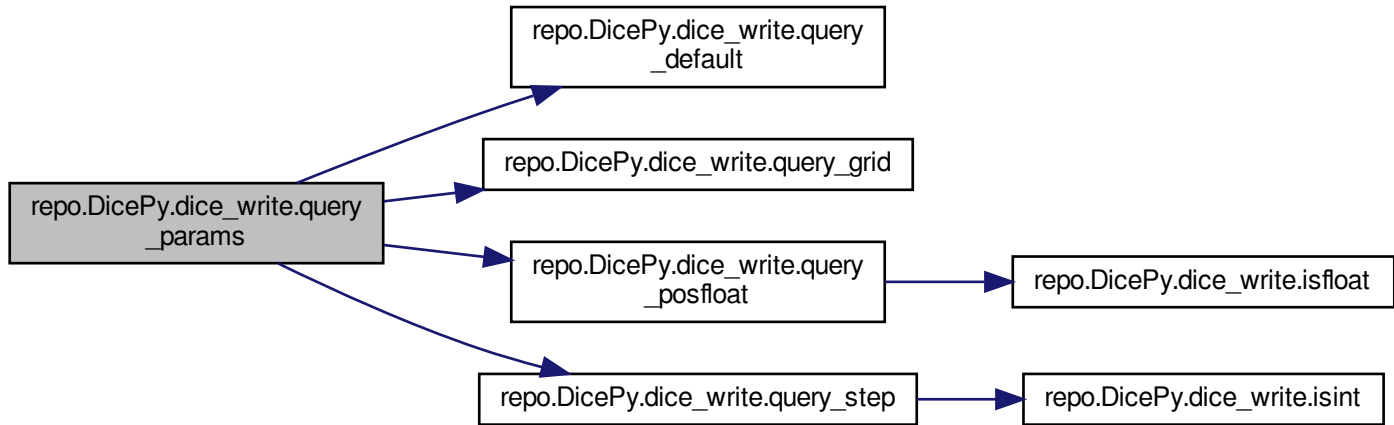 repo.DicePy.dice_write.query
_params
repo.DicePy.dice_write.query
_default
repo.DicePy.dice_write.query_grid
repo.DicePy.dice_write.query
_posfloat
repo.DicePy.dice_write.isfloat
repo.DicePy.dice_write.query_step
repo.DicePy.dice_write.isint